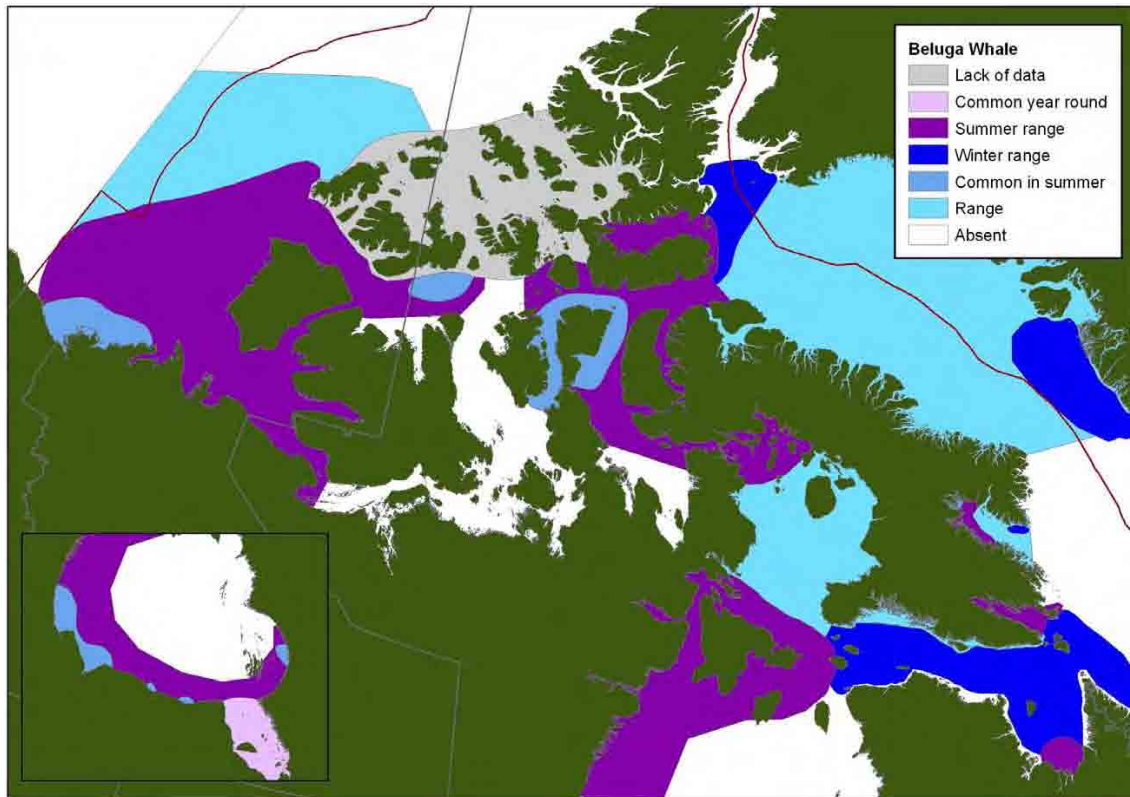 Beluga Whale
Lack of data
Common year round
Summer range
Winter range
Common in summer
Range
Absent